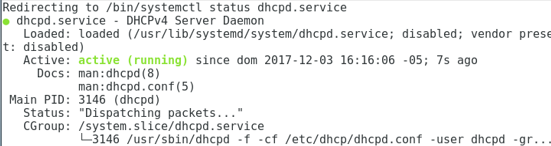 Redirecting to /bin/systemctl status dhcpd.service
● dhcpd.service - DHCPv4 Server Daemon
Loaded: loaded (/usr/lib/systemd/system/dhcpd.service; disabled; vendor prese
t: disabled)
Active: active (running) since dom 2017-12-03 16:16:06 -05; 7s ago
Docs: man:dhcpd(8)
man:dhcpd.conf(5)
Main PID: 3146 (dhcpd)
Status: "Dispatching packets..."
CGroup: /system.slice/dhcpd.service
└─3146 /usr/sbin/dhcpd -f -cf /etc/dhcp/dhcpd.conf -user dhcpd -gr...